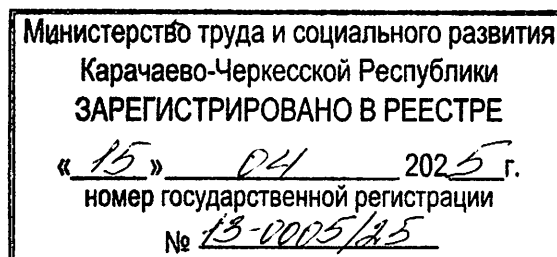 Министерство труда и социального развития
Карачаево-Черкесской Республики
ЗАРЕГИСТРИРОВАНО В РЕЕСТРЕ
«15» 04 2025 г.
номер государственной регистрации
№ 13-0005/25